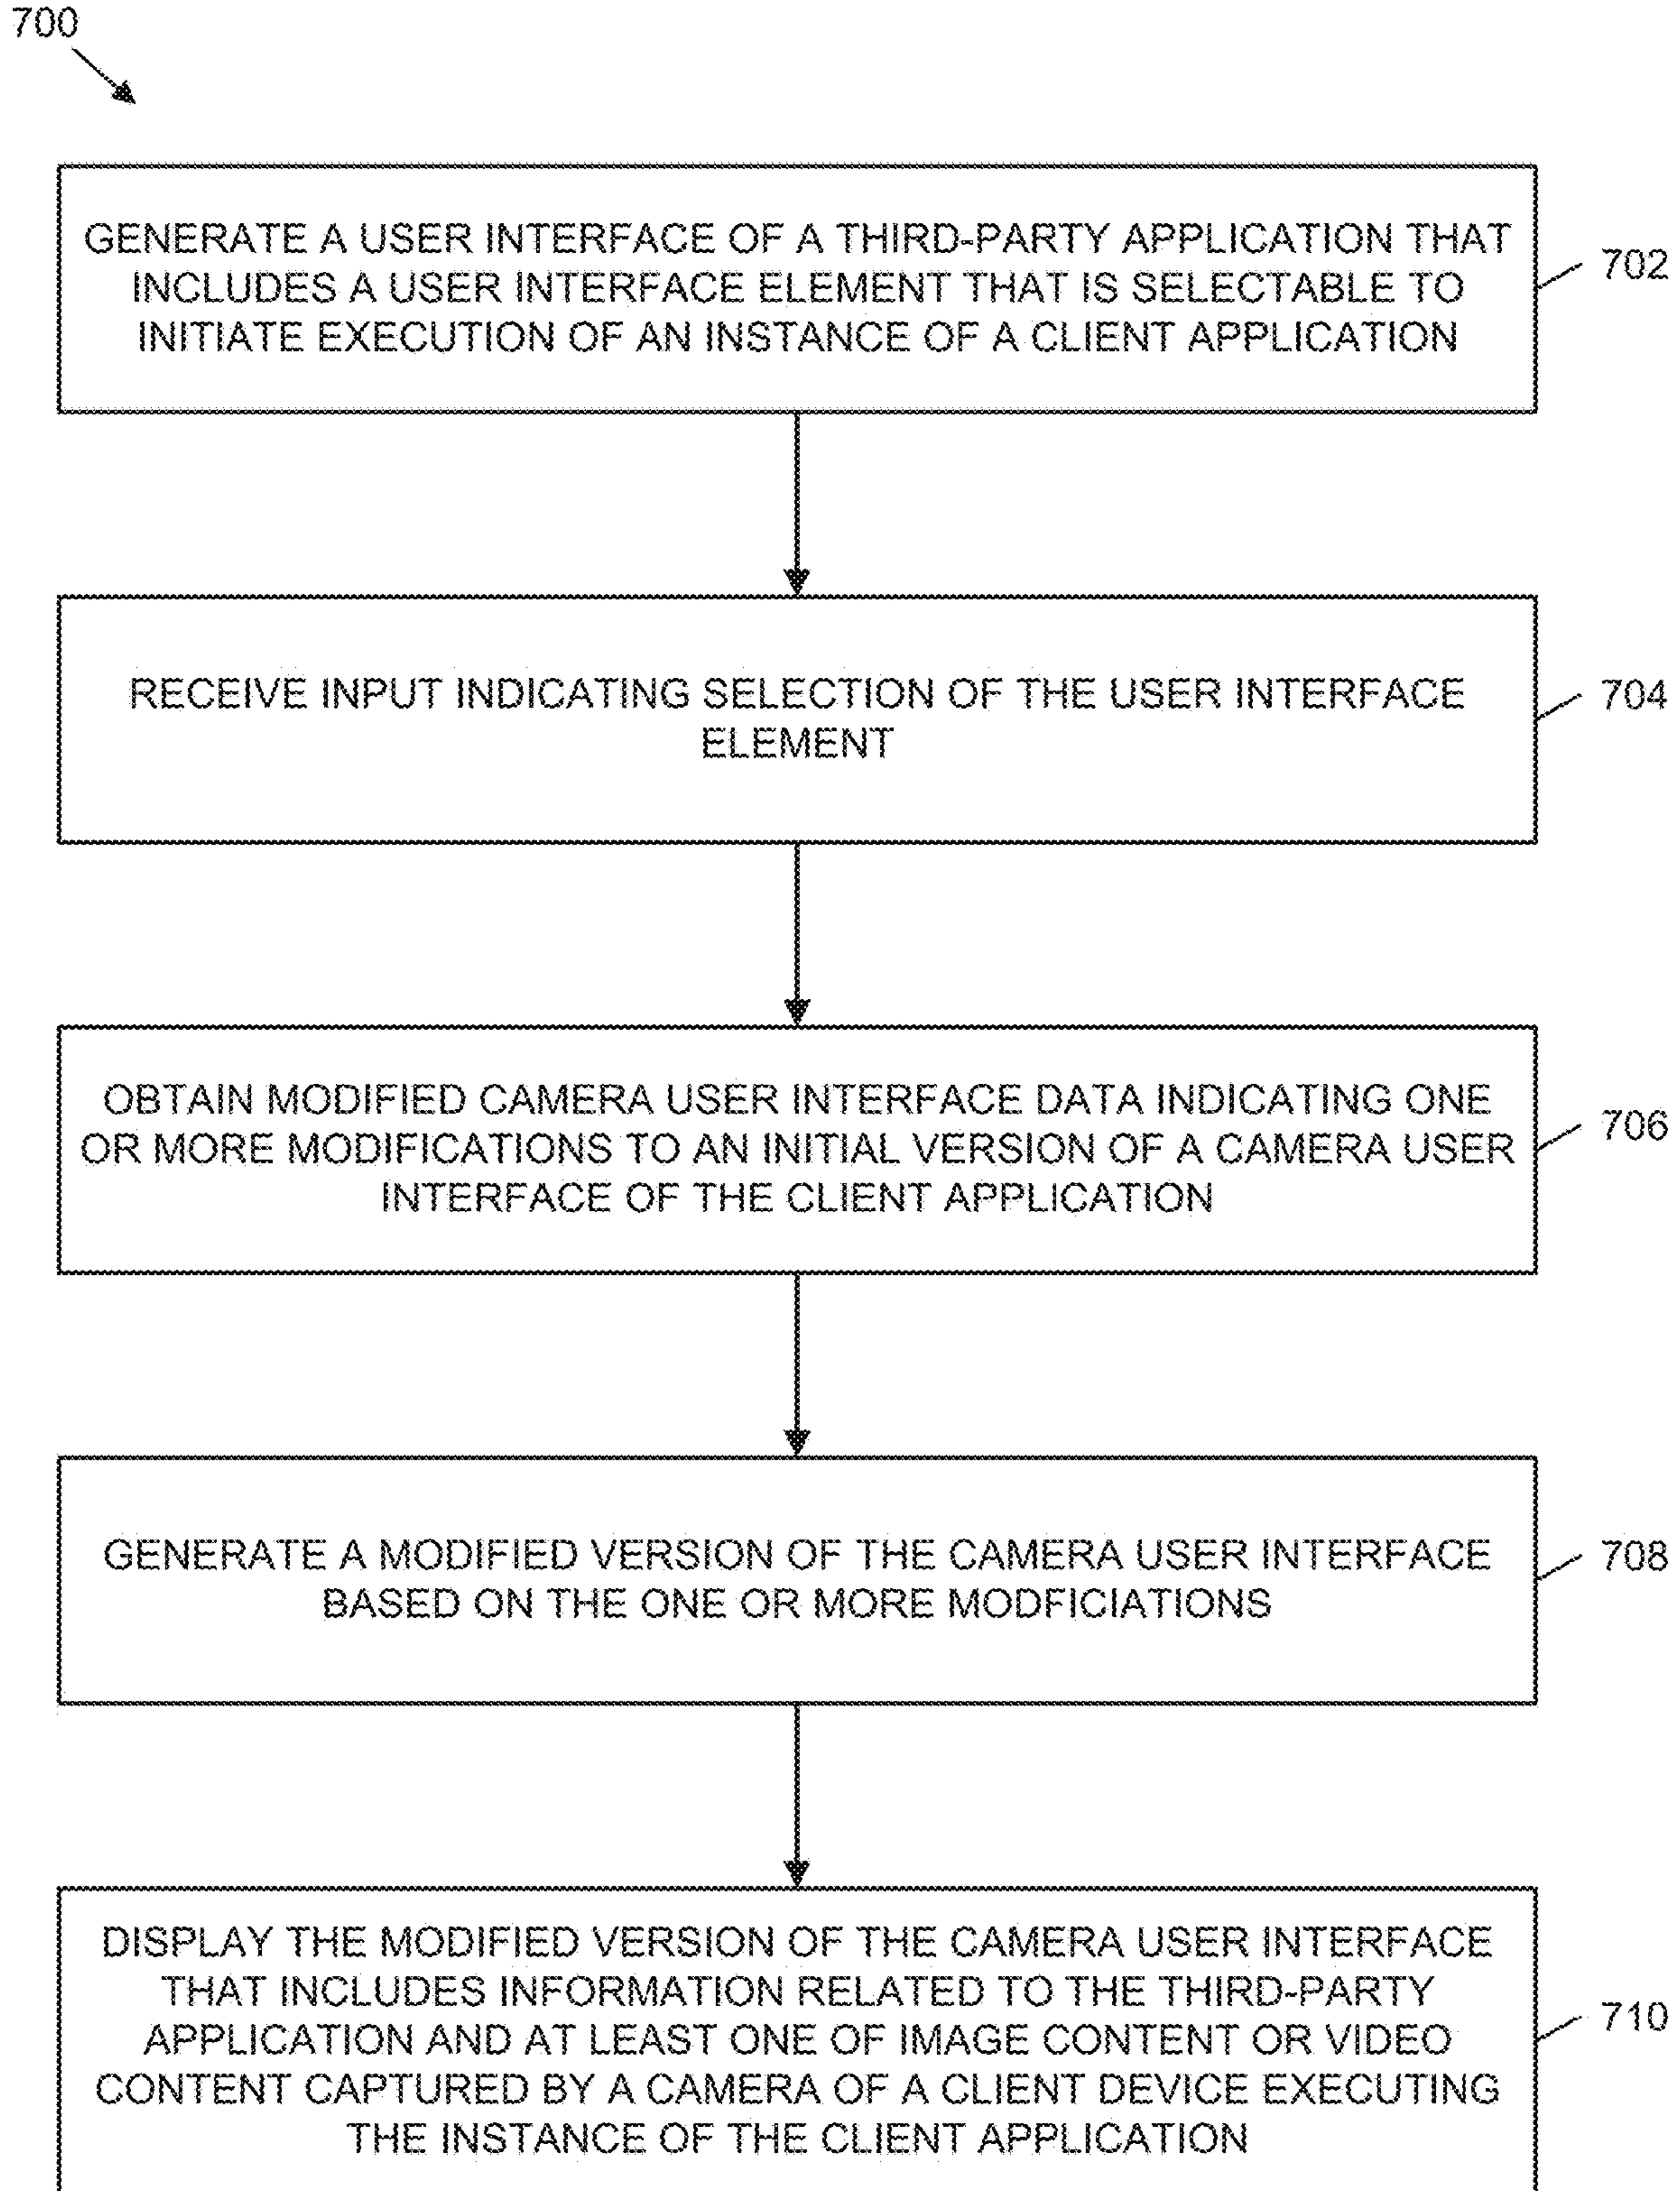 700
GENERATE A USER INTERFACE OF A THIRD-PARTY APPLICATION THAT
INCLUDES A USER INTERFACE ELEMENT THAT IS SELECTABLE TO
INITIATE EXECUTION OF AN INSTANCE OF A CLIENT APPLICATION
702
RECEIVE INPUT INDICATING SELECTION OF THE USER INTERFACE
ELEMENT
704
OBTAIN MODIFIED CAMERA USER INTERFACE DATA INDICATING ONE
OR MORE MODIFICATIONS TO AN INITIAL VERSION OF A CAMERA USER
INTERFACE OF THE CLIENT APPLICATION
706
GENERATE A MODIFIED VERSION OF THE CAMERA USER INTERFACE
BASED ON THE ONE OR MORE MODFICIATIONS
708
DISPLAY THE MODIFIED VERSION OF THE CAMERA USER INTERFACE
THAT INCLUDES INFORMATION RELATED TO THE THIRD-PARTY
APPLICATION AND AT LEAST ONE OF IMAGE CONTENT OR VIDEO
CONTENT CAPTURED BY A CAMERA OF A CLIENT DEVICE EXECUTING
THE INSTANCE OF THE CLIENT APPLICATION
710